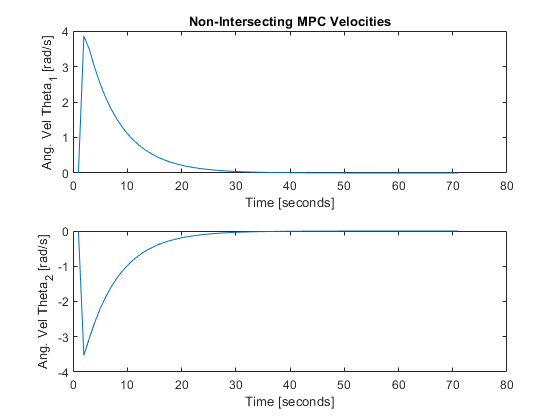 Non-Intersecting MPC Velocities
Ang. Vel Theta1 [rad/s]
4
3
2
1
0
0 10 20 30 40 50 60 70 80
Time [seconds]
Ang. Vel Theta2 [rad/s]
0
-1
-2
-3
-4
0 10 20 30 40 50 60 70 80
Time [seconds]